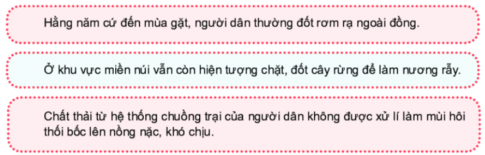 Hằng năm cứ đến mùa gặt, người dân thường đốt rơm rạ ngoài đồng.
Ở khu vực miền núi vẫn còn hiện tượng chặt, đốt cây rừng để làm nương rẫy.
Chất thải từ hệ thống chuồng trại của người dân không được xử lí làm mùi hôi
thối bốc lên nồng nặc, khó chịu.